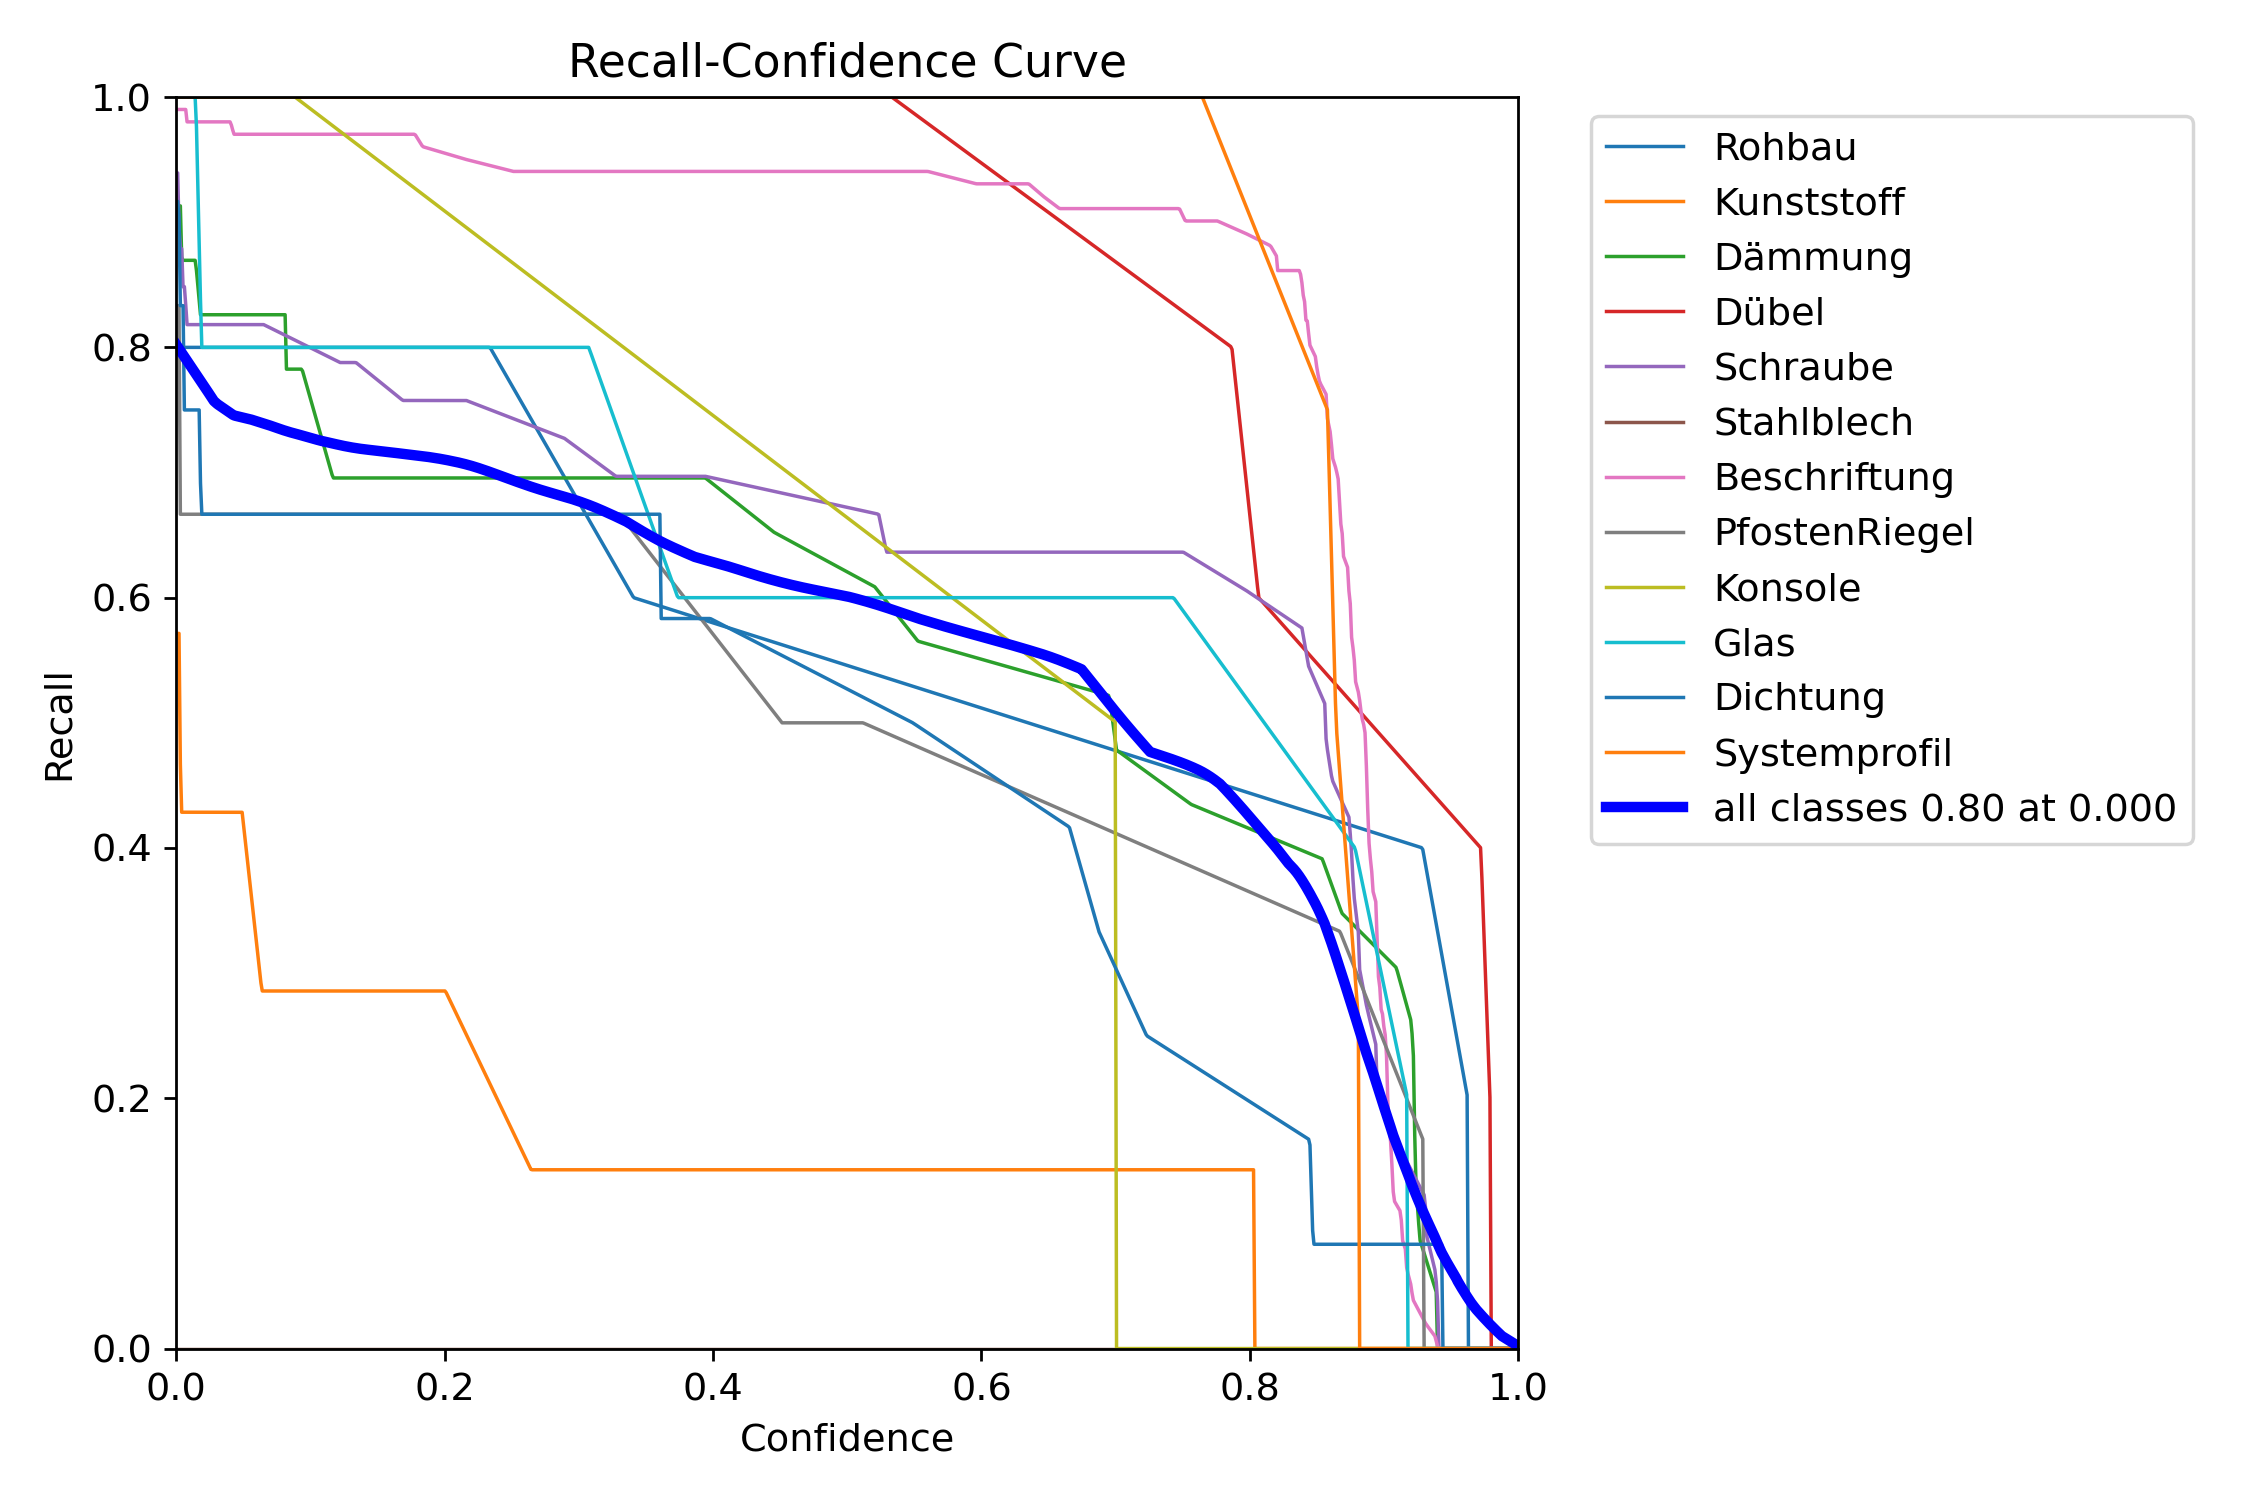 Recall-Confidence Curve
1.0
0.8
0.6
0.4
0.2
0.0
Recall
0.0 0.2 0.4 0.6 0.8 1.0
Confidence
Rohbau
Kunststoff
Dämmung
Dübel
Schraube
Stahlblech
Beschriftung
PfostenRiegel
Konsole
Glas
Dichtung
Systemprofil
all classes 0.80 at 0.000